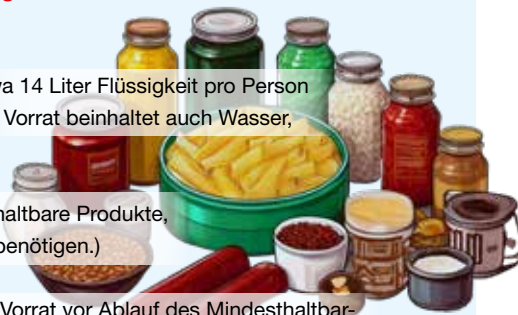 14 Liter Flüssigkeit pro Person
Vorrat beinhaltet auch Wasser,
haltbare Produkte,
benötigen.)
Vorrat vor Ablauf des Mindesthaltbar-